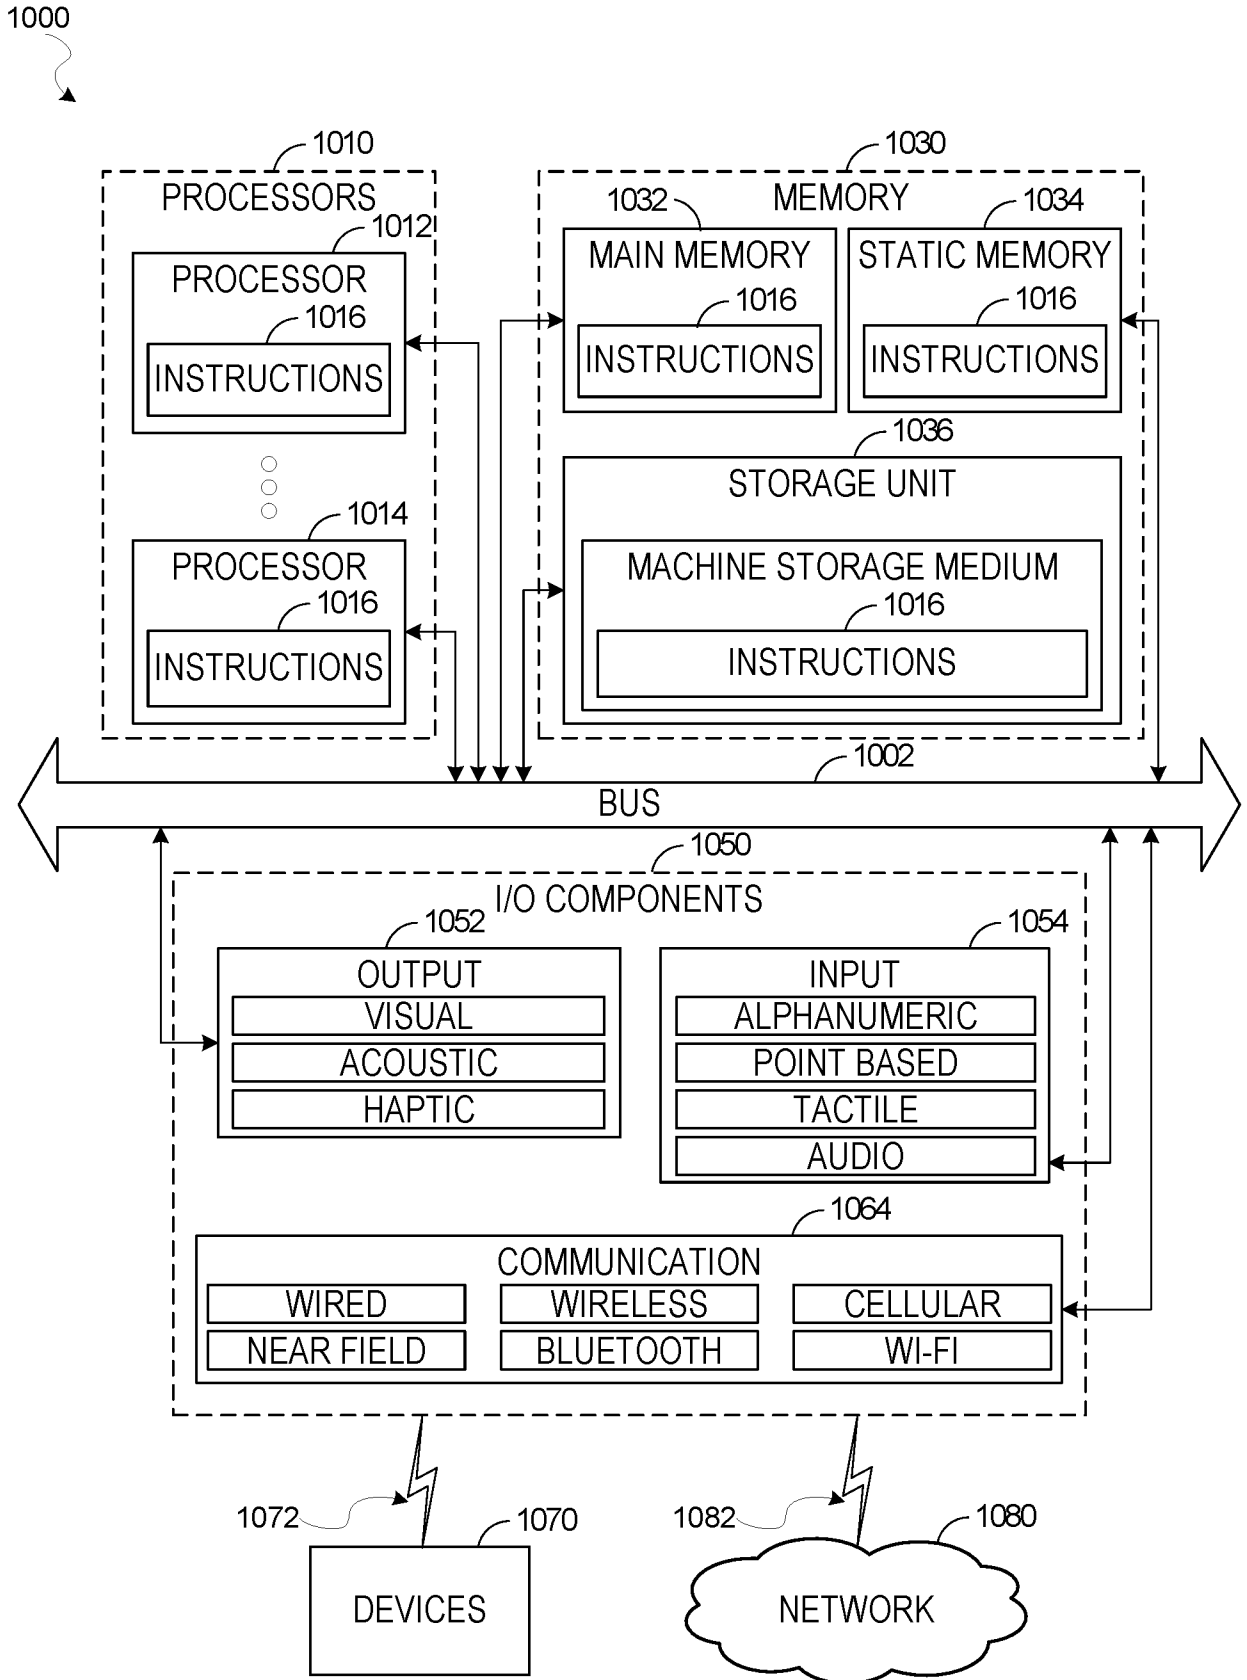 1000
1010
PROCESSORS
1012
PROCESSOR
1016
INSTRUCTIONS
1014
PROCESSOR
1016
INSTRUCTIONS
1030
MEMORY
1032
MAIN MEMORY
1016
INSTRUCTIONS
1034
STATIC MEMORY
1016
INSTRUCTIONS
1036
STORAGE UNIT
MACHINE STORAGE MEDIUM
1016
INSTRUCTIONS
1002
BUS
1050
I/O COMPONENTS
1052
OUTPUT
VISUAL
ACOUSTIC
HAPTIC
1054
INPUT
ALPHANUMERIC
POINT BASED
TACTILE
AUDIO
1064
COMMUNICATION
WIRED
WIRELESS
CELLULAR
NEAR FIELD
BLUETOOTH
WI-FI
1072
1070
DEVICES
1082
1080
NETWORK